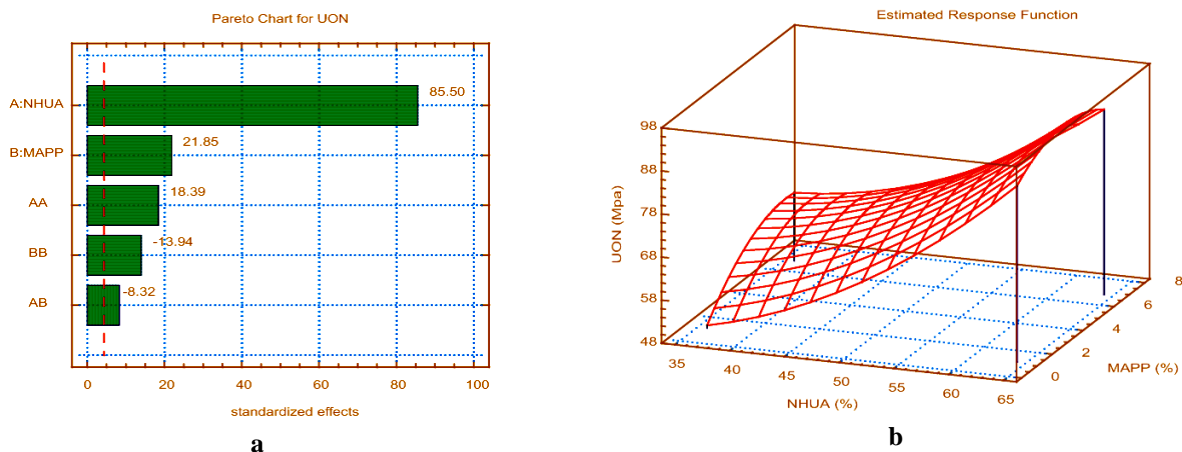 Pareto Chart for UON
A:NHUA
85.50
B:MAPP
21.85
AA
18.39
BB
-13.94
AB
-8.32
0 20 40 60 80 100
standardized effects
a
Estimated Response Function
98
88
78
68
58
48
UON (Mpa)
35 40 45 50 55 60 65
NHUA (%)
0 2 4 6 8
MAPP (%)
b